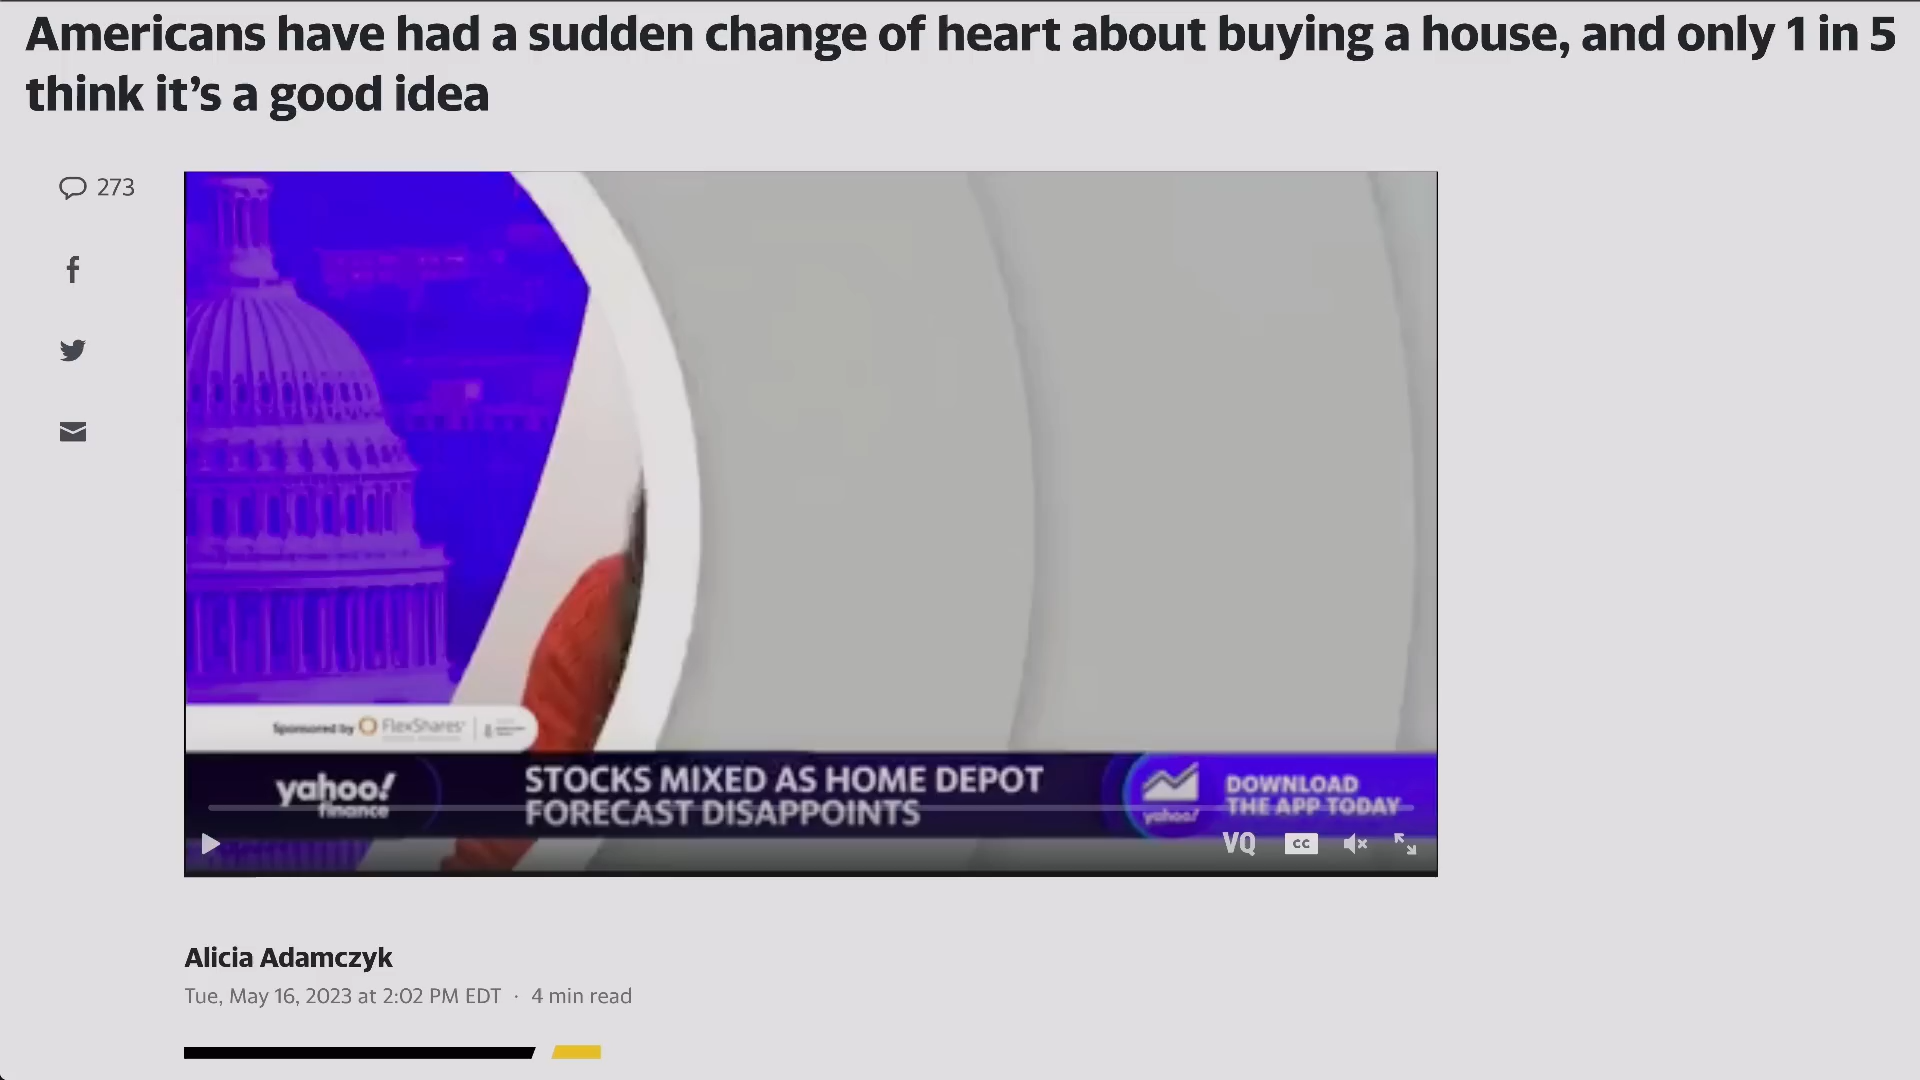 Americans have had a sudden change of heart about buying a house, and only 1 in 5
think it's a good idea
273
Sponsored by FlexShares
yahoo!
finance
STOCKS MIXED AS HOME DEPOT
FORECAST DISAPPOINTS
yahoo!
DOWNLOAD
THE APP TODAY
VQ
CC
Alicia Adamczyk
Tue, May 16, 2023 at 2:02 PM EDT · 4 min read